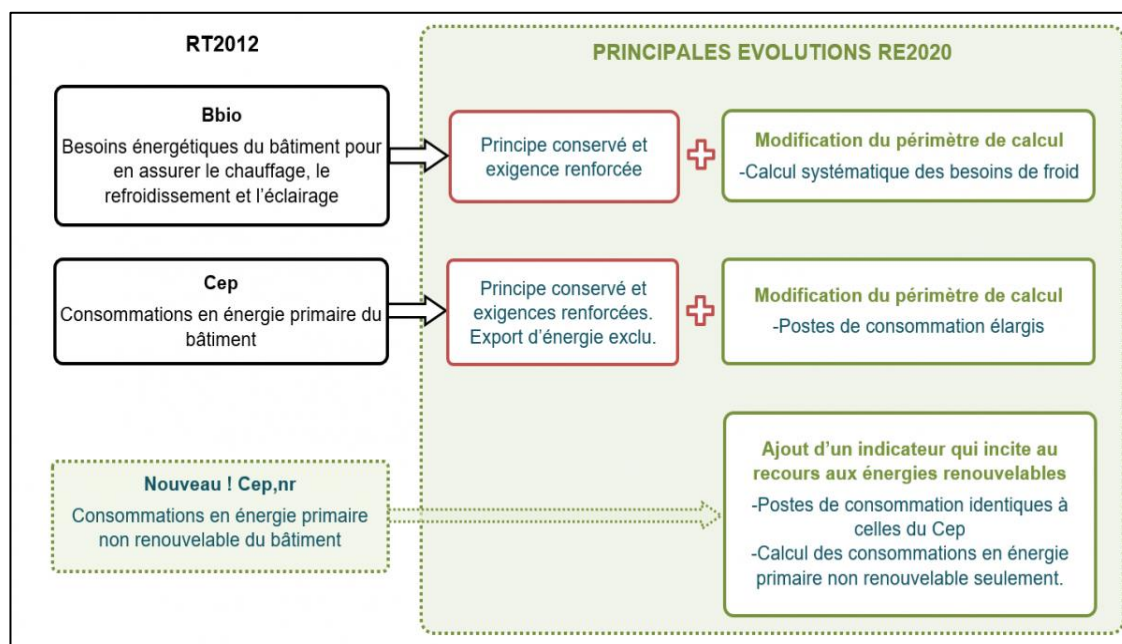 RT2012
PRINCIPALES EVOLUTIONS RE2020
Bbio
Besoins énergétiques du bâtiment pour
en assurer le chauffage, le
refroidissement et l'éclairage
Principe conservé et
exigence renforcée
Modification du périmètre de calcul
-Calcul systématique des besoins de froid
Cep
Consommations en énergie primaire du
bâtiment
Principe conservé et
exigences renforcées.
Export d'énergie exclu.
Modification du périmètre de calcul
-Postes de consommation élargis
Nouveau ! Cep,nr
Consommations en énergie primaire
non renouvelable du bâtiment
Ajout d'un indicateur qui incite au
recours aux énergies renouvelables
-Postes de consommation identiques à
celles du Cep
-Calcul des consommations en énergie
primaire non renouvelable seulement.